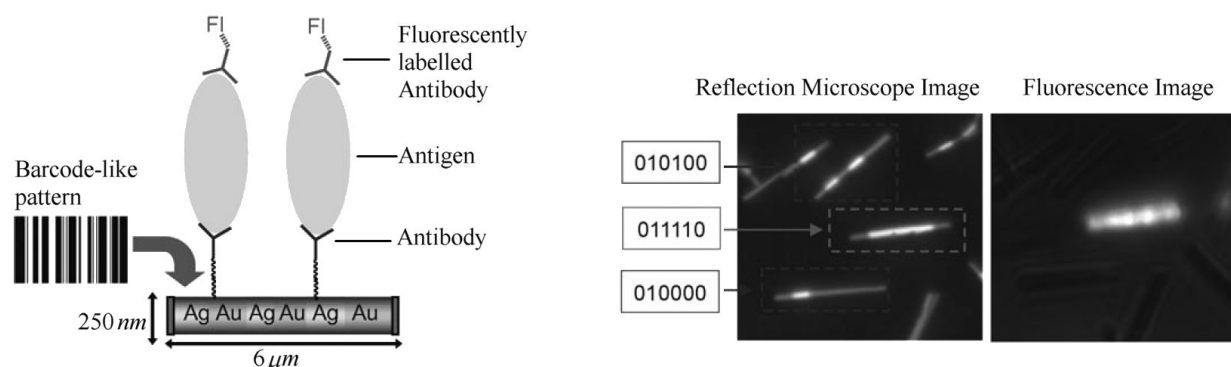 Fl
Fl
Fluorescently
labelled
Antibody
Antigen
Barcode-like
pattern
Antibody
Ag Au Ag Au Ag Au
250 nm
6 μm
Reflection Microscope Image
Fluorescence Image
010100
011110
010000